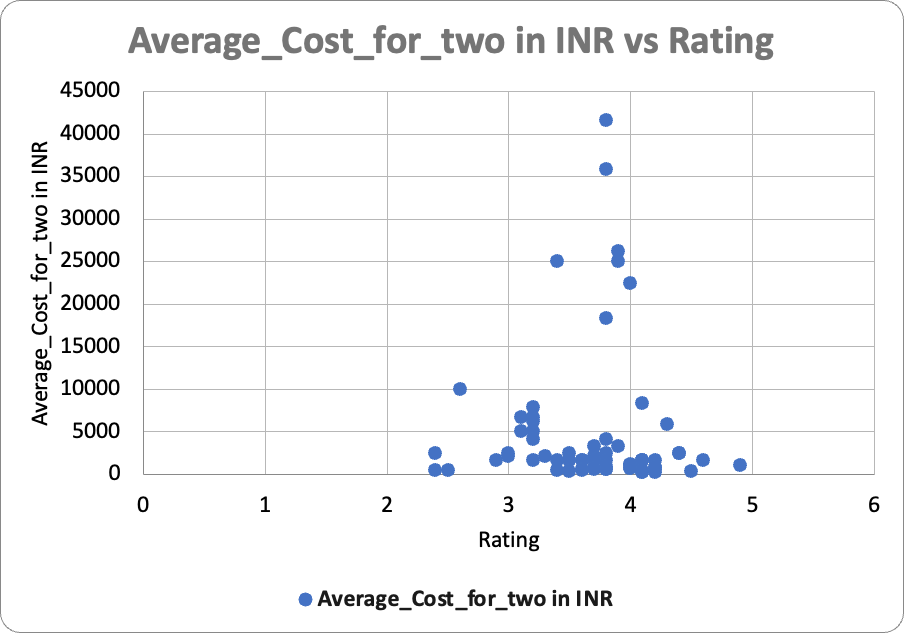 Average_Cost_for_two in INR vs Rating
45000
40000
35000
30000
25000
20000
15000
10000
5000
0
Average_Cost_for_two in INR
0 1 2 3 4 5 6
Rating
Average_Cost_for_two in INR